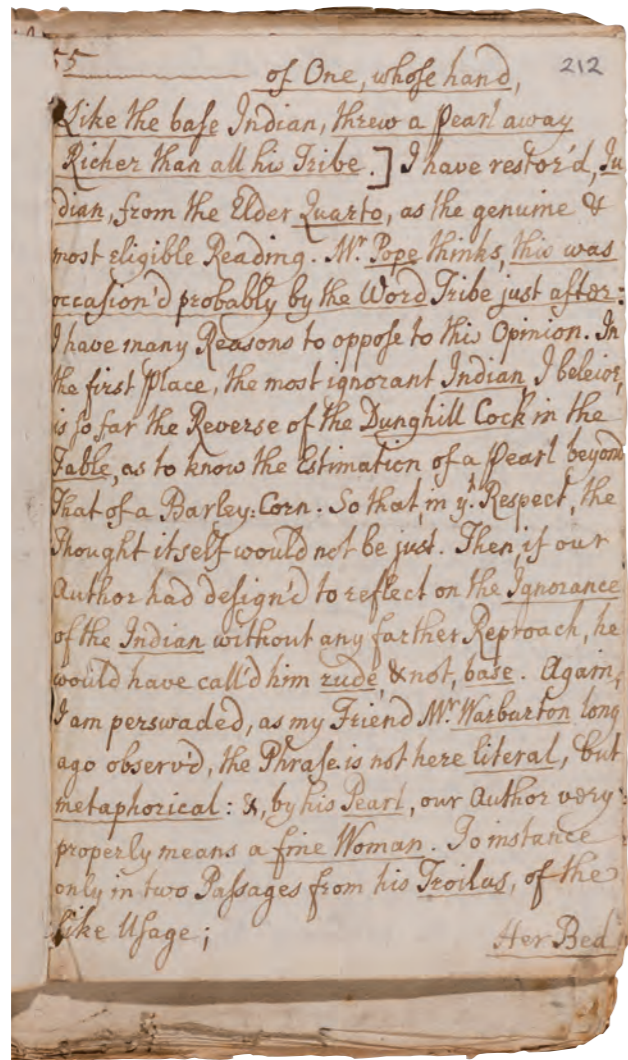 55 of One, whose hand, 212
Like the base Indian, threw a Pearl away
Richer than all his Tribe.] I have restor'd, In
dian, from the Elder Quarto, as the genuine &
most eligible Reading. Mr. Pope thinks, this was
occasion'd probably by the Word Tribe just after:
I have many Reasons to oppose to this Opinion. In
the first Place, the most ignorant Indian I beleive,
is so far the Reverse of the Dunghill Cock in the
Fable, as to know the Estimation of a Pearl beyond
That of a Barley:Corn. So that, in yt. Respect, the
Thought itself would not be just. Then, if our
Author had design'd to reflect on the Ignorance
of the Indian without any farther Reproach, he
would have call'd him rude, & not, base. Again,
I am perswaded, as my Friend Mr. Warburton long
ago observ'd, the Phrase is not here literal, but
metaphorical: &, by his Pearl, our Author very
properly means a fine Woman. To instance
only in two Passages from his Troilus, of the
like Usage;
Her Bed